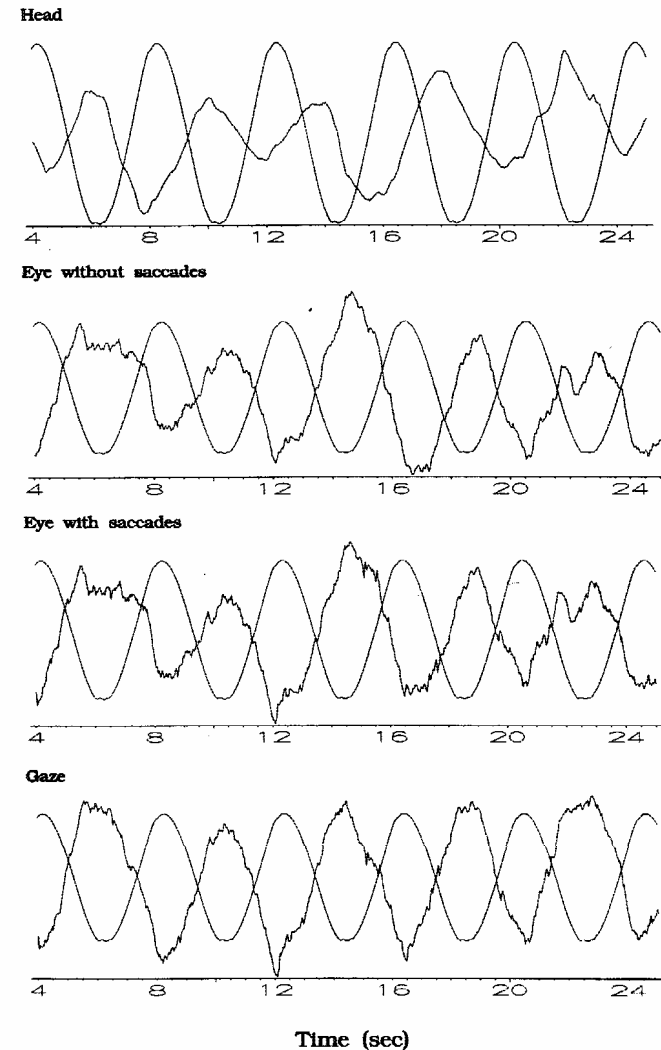 Head
4 8 12 16 20 24
Eye without saccades
4 8 12 16 20 24
Eye with saccades
4 8 12 16 20 24
Gaze
4 8 12 16 20 24
Time (sec)